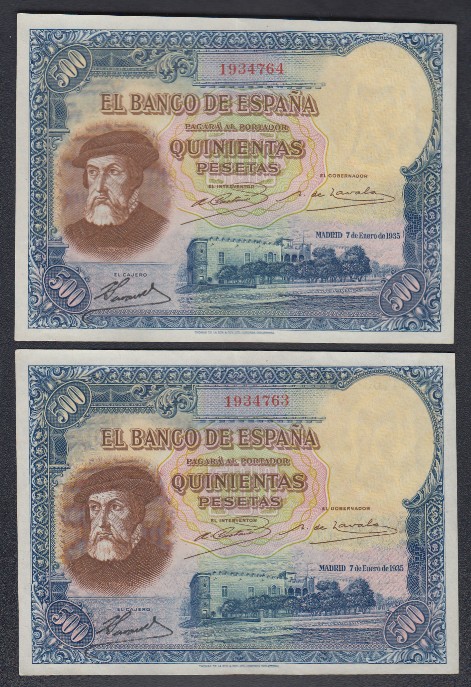 500
1934764
EL BANCO DE ESPAÑA
PAGARÁ AL PORTADOR
QUINIENTAS
PESETAS
EL GOBERNADOR
EL INTERVENTOR
MADRID 7 de Enero de 1935
EL CAJERO
500
500
500
1934763
EL BANCO DE ESPAÑA
PAGARÁ AL PORTADOR
QUINIENTAS
PESETAS
EL GOBERNADOR
EL INTERVENTOR
MADRID 7 de Enero de 1935
EL CAJERO
500
500